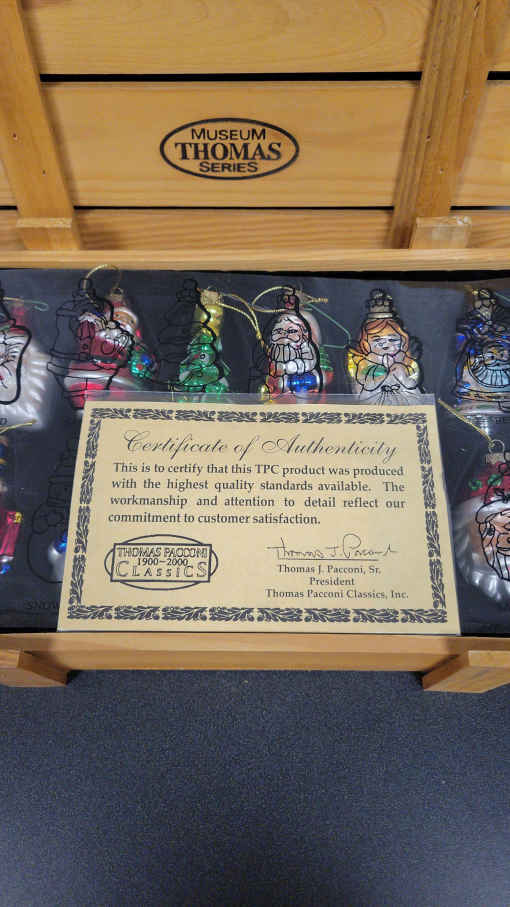 MUSEUM
THOMAS
SERIES
Certificate of Authenticity
This is to certify that this TPC product was produced
with the highest quality standards available. The
workmanship and attention to detail reflect our
commitment to customer satisfaction.
THOMAS PACCONI
1900-2000
CLASSICS
Thomas J. Pacconi
Thomas J. Pacconi, Sr.
President
Thomas Pacconi Classics, Inc.